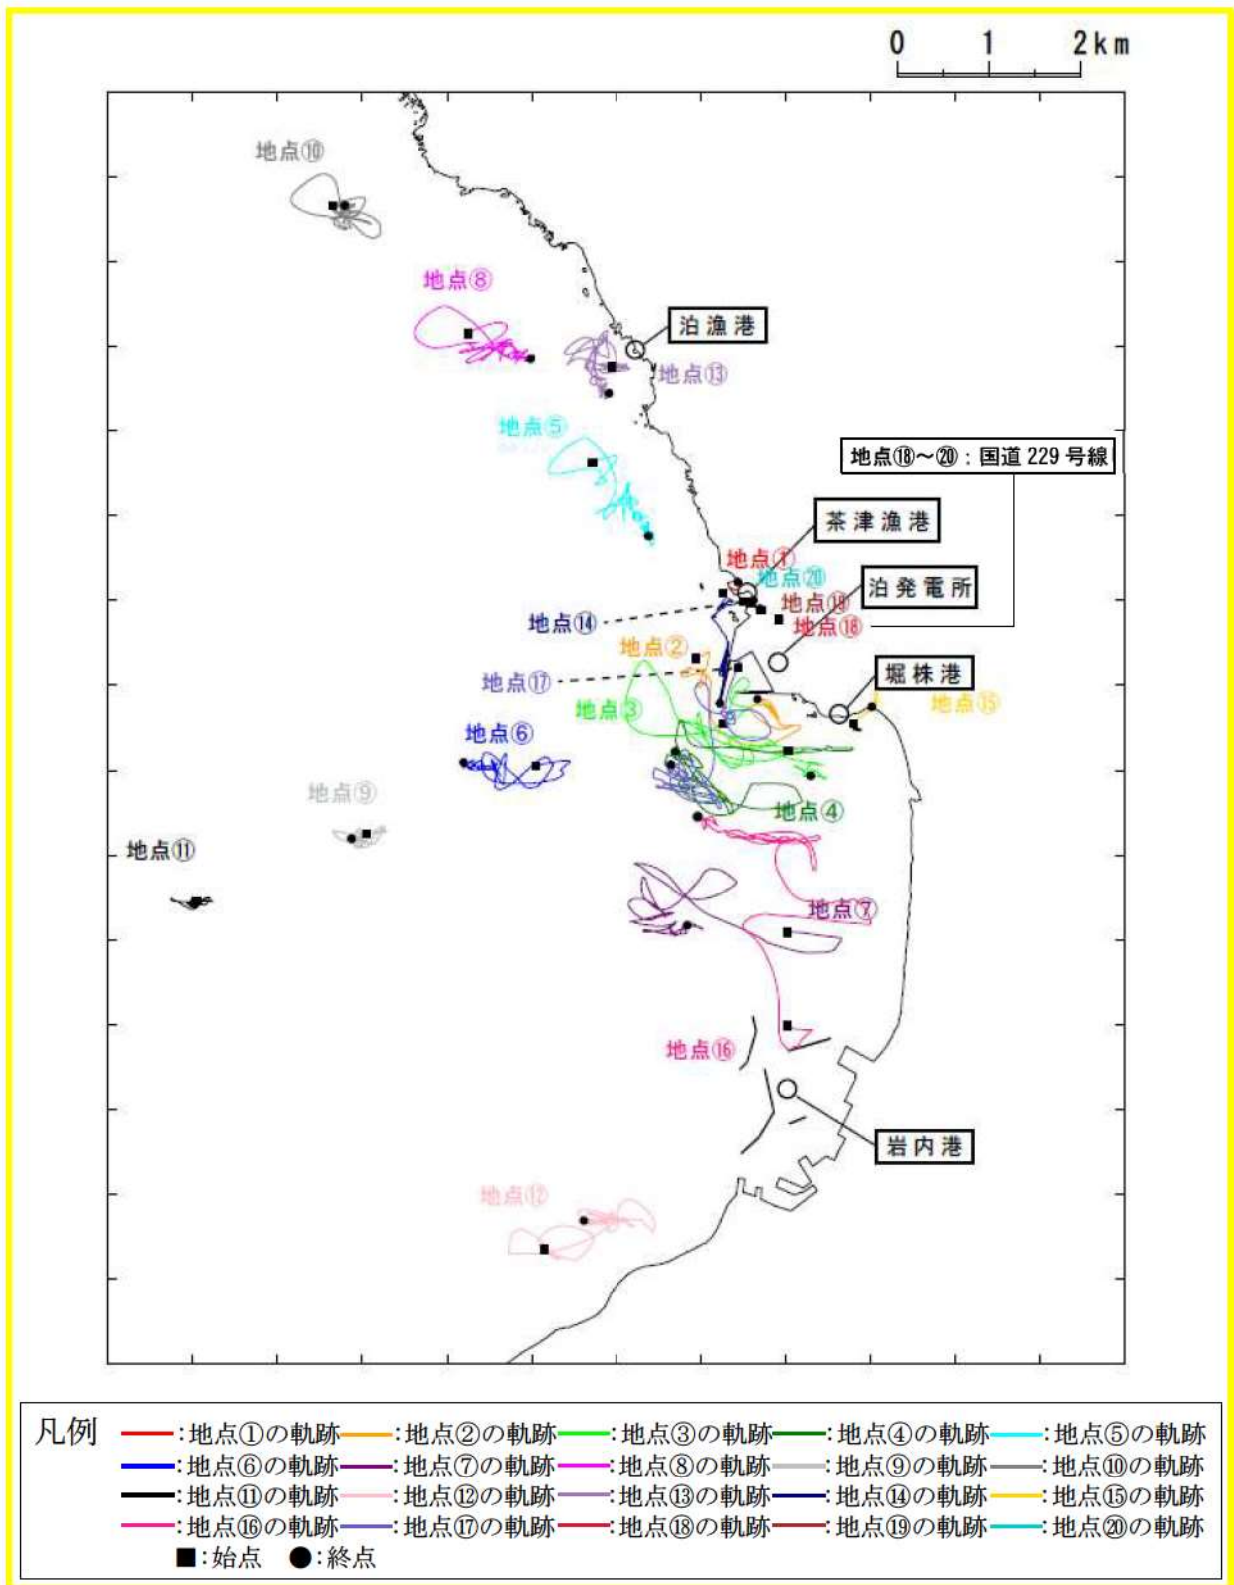 0 1 2km
地点⑩
地点⑧
泊漁港
地点⑬
地点⑤
地点⑱～⑳：国道229号線
茶津漁港
地点①
地点⑳
泊発電所
地点⑲
地点⑭
地点⑱
地点②
堀株港
地点⑰
地点⑮
地点③
地点⑥
地点⑨
地点④
地点⑪
地点⑦
地点⑯
岩内港
地点⑫
凡例 :地点①の軌跡 :地点②の軌跡 :地点③の軌跡 :地点④の軌跡 :地点⑤の軌跡
:地点⑥の軌跡 :地点⑦の軌跡 :地点⑧の軌跡 :地点⑨の軌跡 :地点⑩の軌跡
:地点⑪の軌跡 :地点⑫の軌跡 :地点⑬の軌跡 :地点⑭の軌跡 :地点⑮の軌跡
:地点⑯の軌跡 :地点⑰の軌跡 :地点⑱の軌跡 :地点⑲の軌跡 :地点⑳の軌跡
■:始点 ●:終点